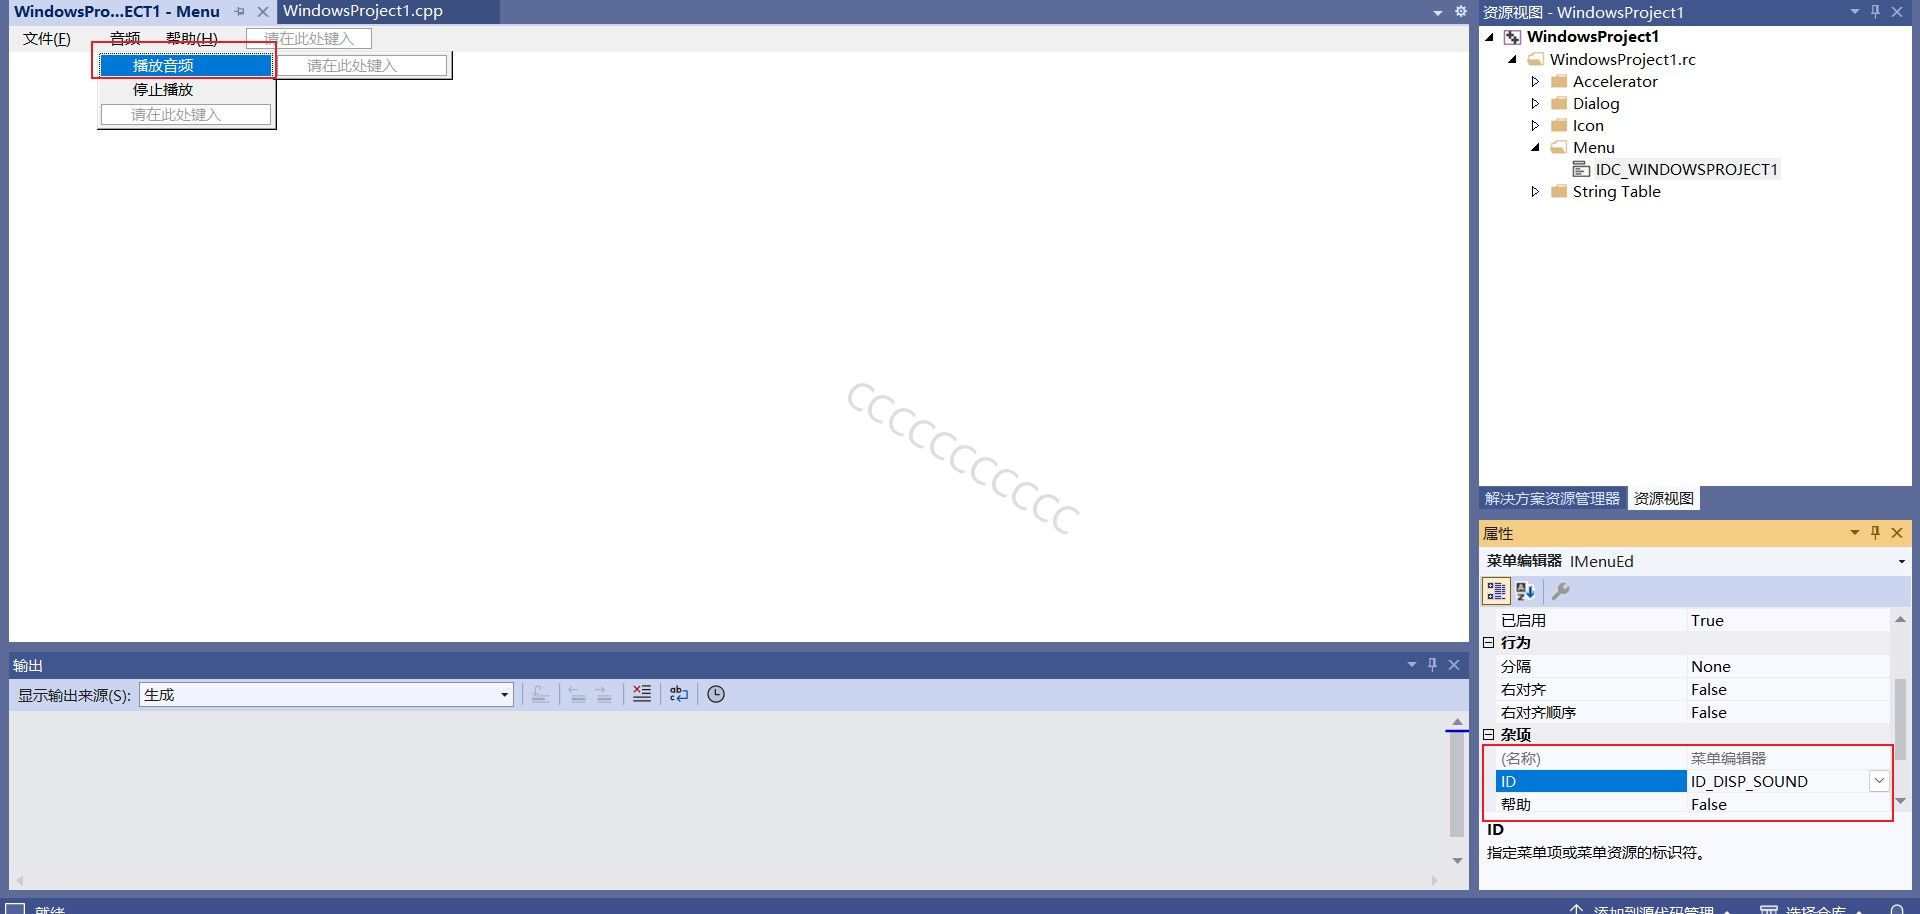 WindowsPro...ECT1 - Menu
WindowsProject1.cpp
文件(F)
音频
帮助(H)
请在此处键入
播放音频
请在此处键入
停止播放
请在此处键入
CCCCCCCCCCC
输出
显示输出来源(S):
生成
资源视图 - WindowsProject1
WindowsProject1
WindowsProject1.rc
Accelerator
Dialog
Icon
Menu
IDC_WINDOWSPROJECT1
String Table
解决方案资源管理器
资源视图
属性
菜单编辑器 IMenuEd
已启用 True
行为
分隔 None
右对齐 False
右对齐顺序 False
杂项
(名称) 菜单编辑器
ID ID_DISP_SOUND
帮助 False
ID
指定菜单项或菜单资源的标识符。
就绪
添加到源代码管理
选择仓库